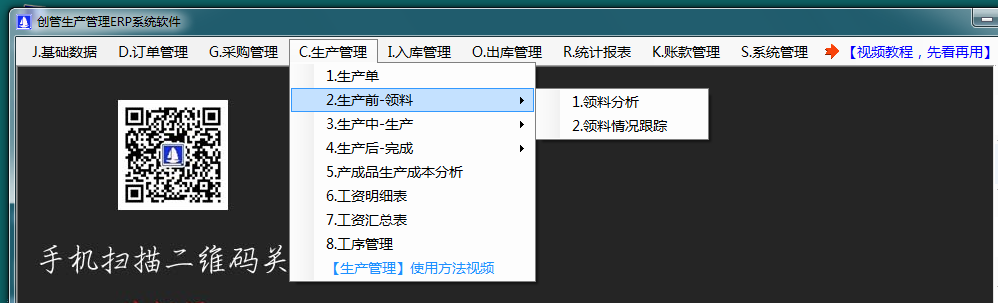 创管生产管理ERP系统软件
J.基础数据 D.订单管理 G.采购管理 C.生产管理 I.入库管理 O.出库管理 R.统计报表 K.账款管理 S.系统管理 【视频教程，先看再用】
1.生产单
2.生产前-领料
1.领料分析
2.领料情况跟踪
3.生产中-生产
4.生产后-完成
5.产成品生产成本分析
6.工资明细表
7.工资汇总表
8.工序管理
【生产管理】使用方法视频
手机扫描二维码关